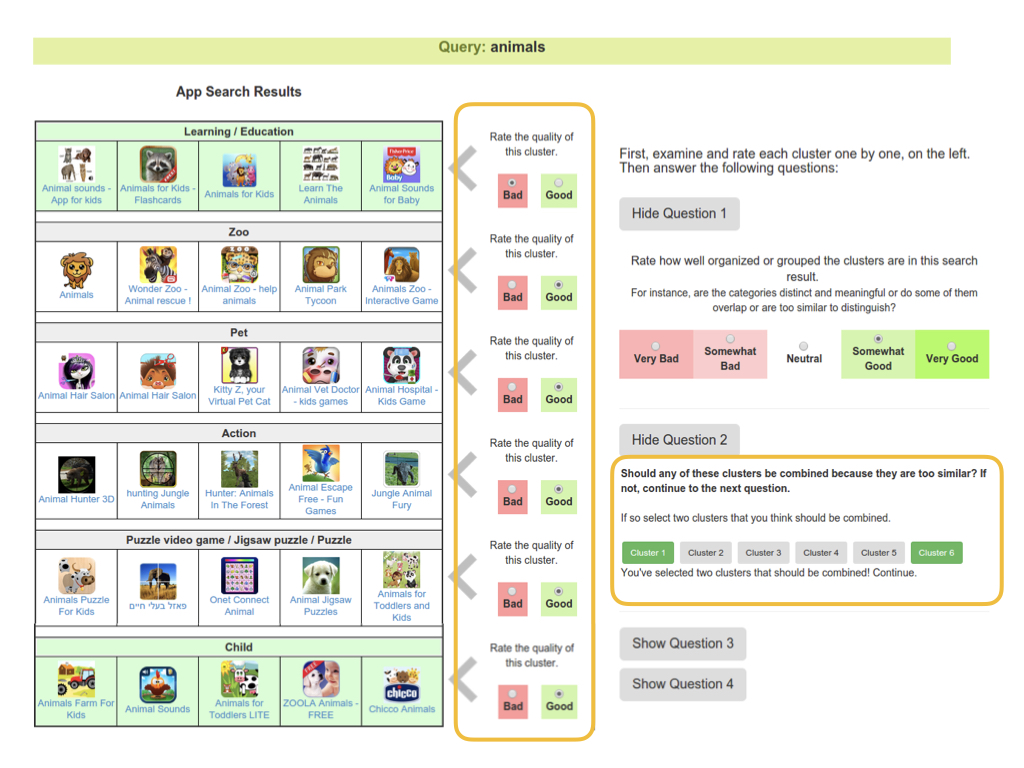 Query: animals
App Search Results
Learning / Education
Animal sounds -
App for kids
Animals for Kids -
Flashcards
Animals for Kids
Learn The
Animals
Fisher-Price
Baby
Animal Sounds
for Baby
Rate the quality of
this cluster.
Bad
Good
Zoo
Animals
Wonder Zoo -
Animal rescue !
Animal Zoo - help
animals
Animal Park
Tycoon
Animals Zoo -
Interactive Game
Rate the quality of
this cluster.
Bad
Good
Pet
Animal Hair Salon
Animal Hair Salon
Kitty Z, your
Virtual Pet Cat
Animal Vet Doctor
- kids games
Animal Hospital -
Kids Game
Rate the quality of
this cluster.
Bad
Good
Action
Animal Hunter 3D
hunting Jungle
Animals
Hunter: Animals
In The Forest
Animal Escape
Free - Fun
Games
Jungle Animal
Fury
Rate the quality of
this cluster.
Bad
Good
Puzzle video game / Jigsaw puzzle / Puzzle
Animals Puzzle
For Kids
פאזל בעלי חיים
Onet Connect
Animal
Animal Jigsaw
Puzzles
Animals for
Toddlers and
Kids
Rate the quality of
this cluster.
Bad
Good
Child
Animals Farm For
Kids
Animal Sounds
Animals for
Toddlers LITE
FREE
ZOOLA Animals -
FREE
chicco
Chicco Animals
Rate the quality of
this cluster.
Bad
Good
First, examine and rate each cluster one by one, on the left.
Then answer the following questions:
Hide Question 1
Rate how well organized or grouped the clusters are in this search
result.
For instance, are the categories distinct and meaningful or do some of them
overlap or are too similar to distinguish?
Very Bad
Somewhat
Bad
Neutral
Somewhat
Good
Very Good
Hide Question 2
Should any of these clusters be combined because they are too similar? If
not, continue to the next question.
If so select two clusters that you think should be combined.
Cluster 1
Cluster 2
Cluster 3
Cluster 4
Cluster 5
Cluster 6
You've selected two clusters that should be combined! Continue.
Show Question 3
Show Question 4